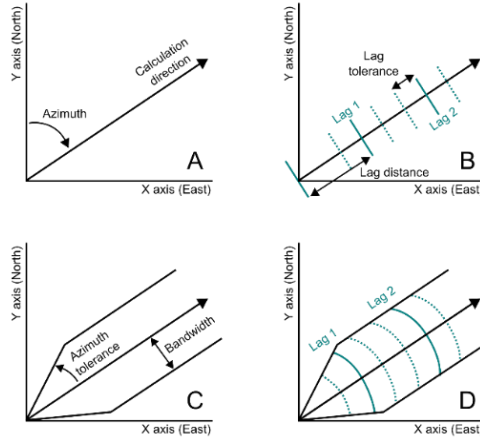 Y axis (North)
Azimuth
Calculation
direction
A
X axis (East)
Y axis (North)
Lag
tolerance
Lag 1
Lag 2
B
Lag distance
X axis (East)
Y axis (North)
Azimuth
tolerance
Bandwidth
C
X axis (East)
Y axis (North)
Lag 1
Lag 2
D
X axis (East)